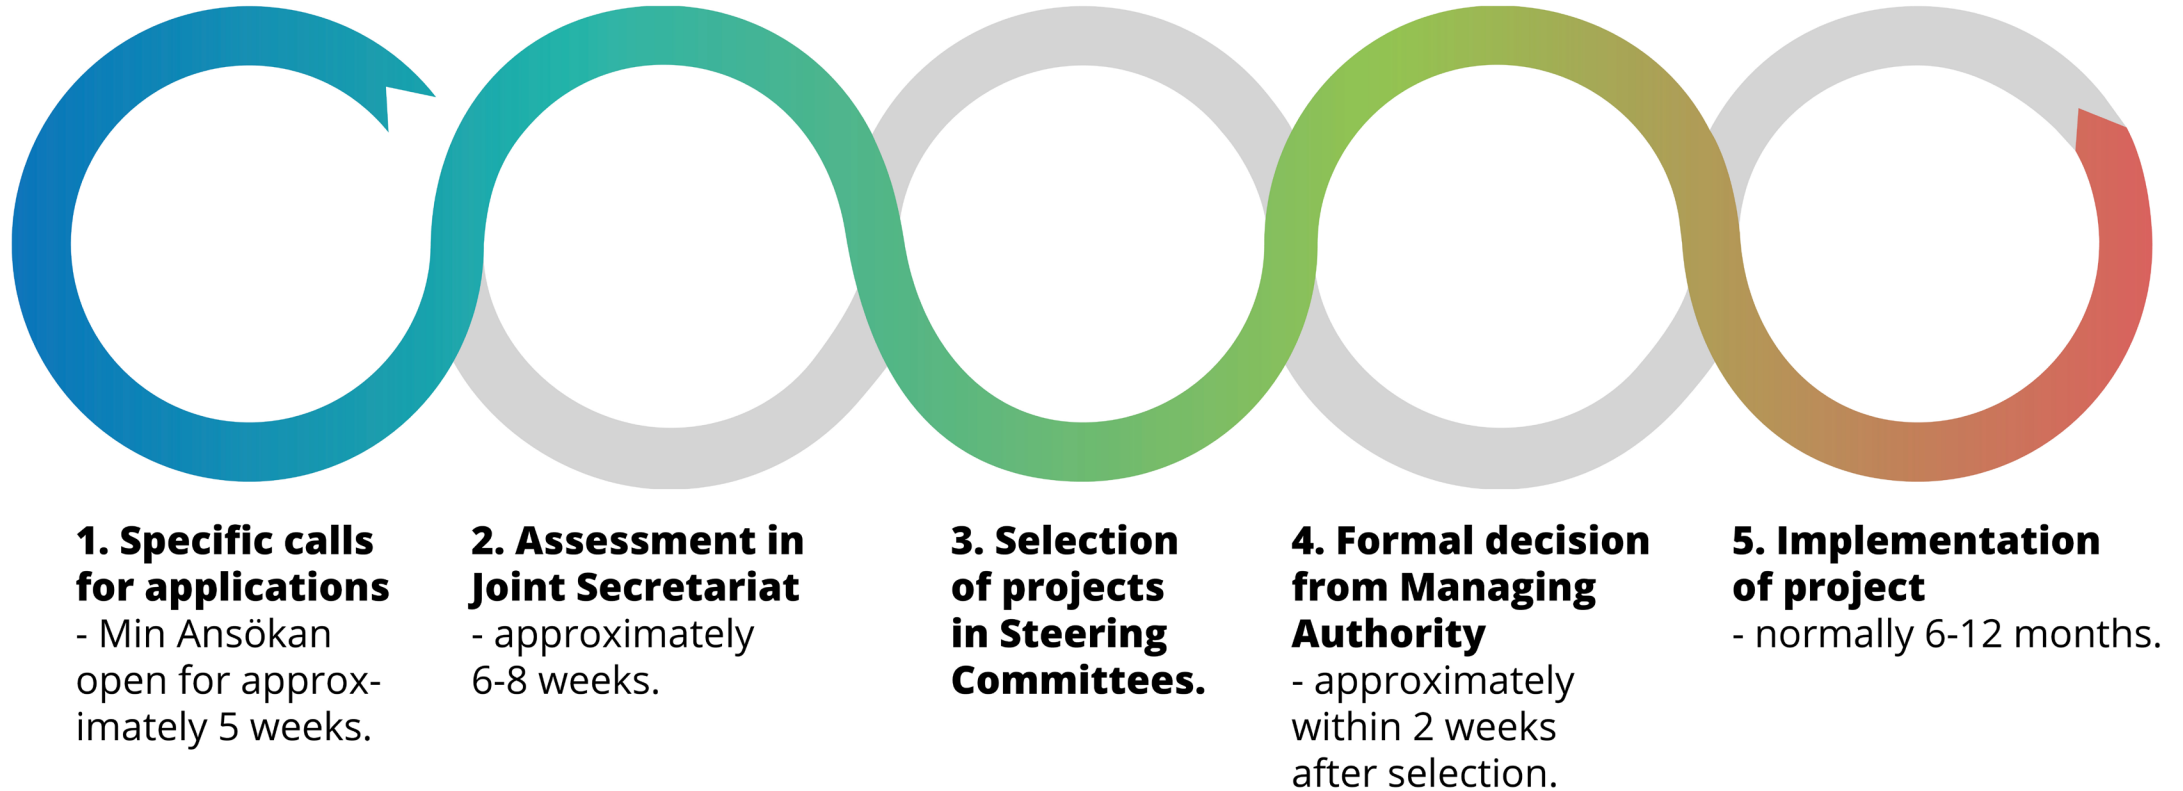 1. Specific calls
for applications
- Min Ansökan
open for approx-
imately 5 weeks.
2. Assessment in
Joint Secretariat
- approximately
6-8 weeks.
3. Selection
of projects
in Steering
Committees.
4. Formal decision
from Managing
Authority
- approximately
within 2 weeks
after selection.
5. Implementation
of project
- normally 6-12 months.